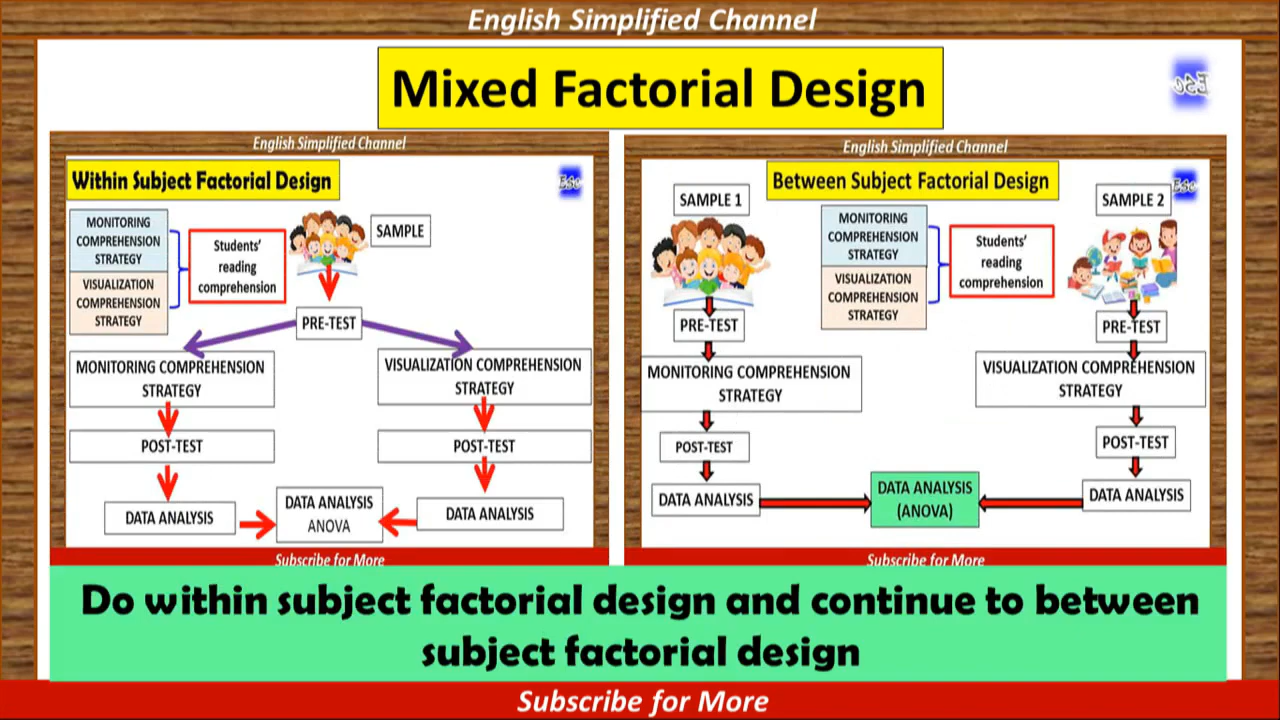 English Simplified Channel
Mixed Factorial Design
ESc
English Simplified Channel
Within Subject Factorial Design
Esc
MONITORING
COMPREHENSION
STRATEGY
VISUALIZATION
COMPREHENSION
STRATEGY
Students'
reading
comprehension
SAMPLE
PRE-TEST
MONITORING COMPREHENSION
STRATEGY
VISUALIZATION COMPREHENSION
STRATEGY
POST-TEST
POST-TEST
DATA ANALYSIS
DATA ANALYSIS
ANOVA
DATA ANALYSIS
Subscribe for More
English Simplified Channel
Between Subject Factorial Design
Esc
SAMPLE 1
MONITORING
COMPREHENSION
STRATEGY
VISUALIZATION
COMPREHENSION
STRATEGY
Students'
reading
comprehension
SAMPLE 2
PRE-TEST
PRE-TEST
MONITORING COMPREHENSION
STRATEGY
VISUALIZATION COMPREHENSION
STRATEGY
POST-TEST
POST-TEST
DATA ANALYSIS
DATA ANALYSIS
(ANOVA)
DATA ANALYSIS
Subscribe for More
Do within subject factorial design and continue to between
subject factorial design
Subscribe for More